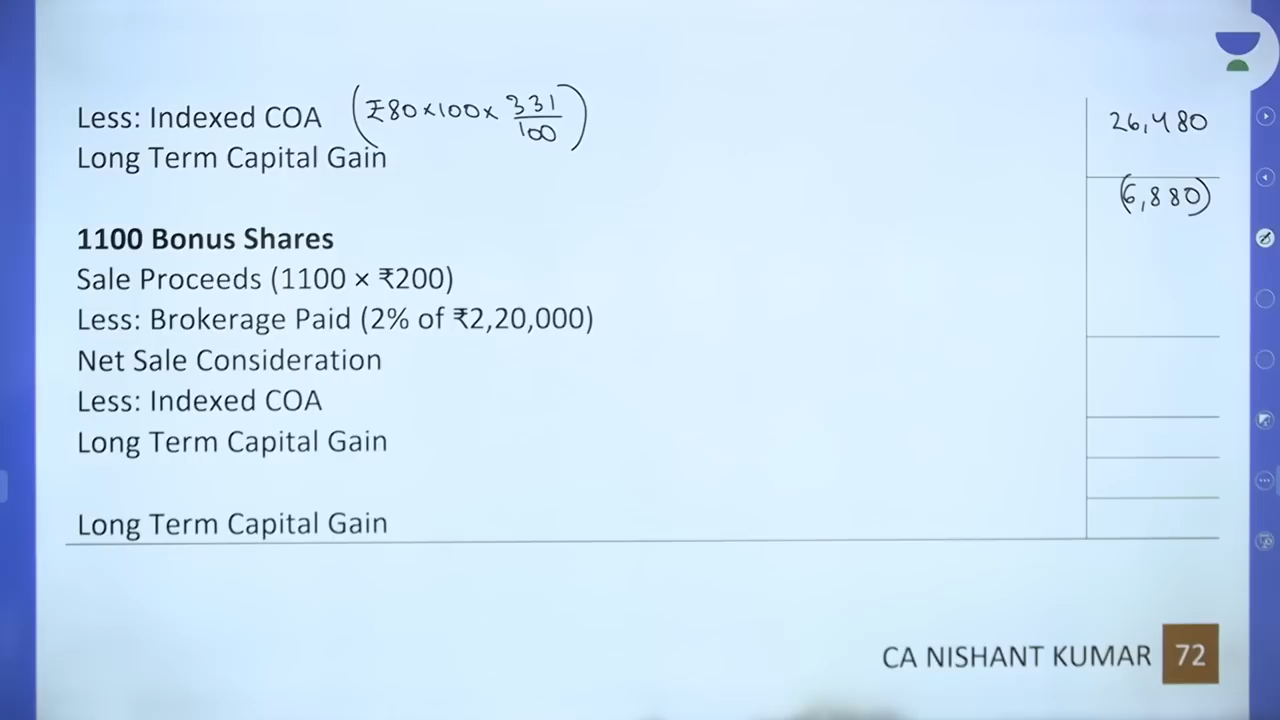 Less: Indexed COA (₹80×100×331/100) 26,480
Long Term Capital Gain (6,880)
1100 Bonus Shares
Sale Proceeds (1100 × ₹200)
Less: Brokerage Paid (2% of ₹2,20,000)
Net Sale Consideration
Less: Indexed COA
Long Term Capital Gain
Long Term Capital Gain
CA NISHANT KUMAR 72